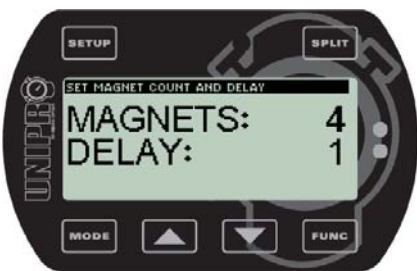 SETUP
SPLIT
UNIPRO
SET MAGNET COUNT AND DELAY
MAGNETS: 4
DELAY: 1
MODE
FUNC